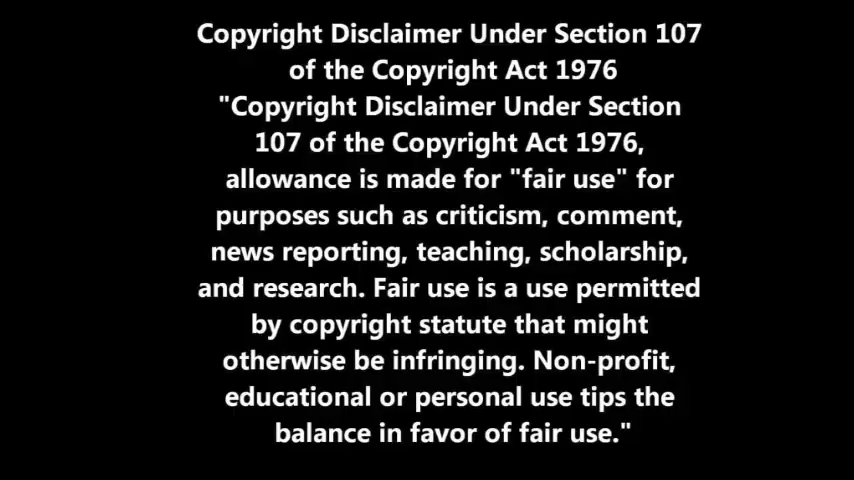 Copyright Disclaimer Under Section 107
of the Copyright Act 1976
"Copyright Disclaimer Under Section
107 of the Copyright Act 1976,
allowance is made for "fair use" for
purposes such as criticism, comment,
news reporting, teaching, scholarship,
and research. Fair use is a use permitted
by copyright statute that might
otherwise be infringing. Non-profit,
educational or personal use tips the
balance in favor of fair use."